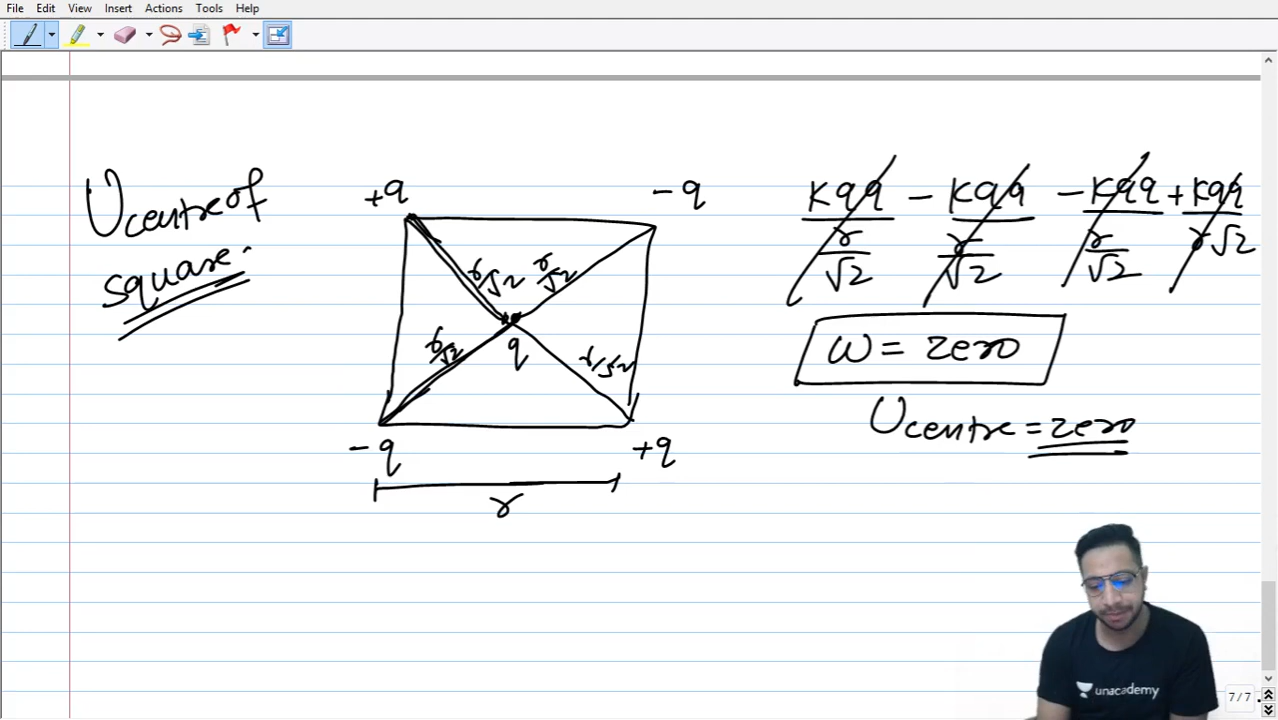 File Edit View Insert Actions Tools Help
U centre of
square
+q
-q
Kqq/(r/√2) - Kqq/(r/√2) - Kqq/(r/√2) + Kqq/(r√2)
r/√2 r/√2
r/√2 q r/√2
ω = zero
U centre = zero
-q
+q
r
unacademy
7 / 7